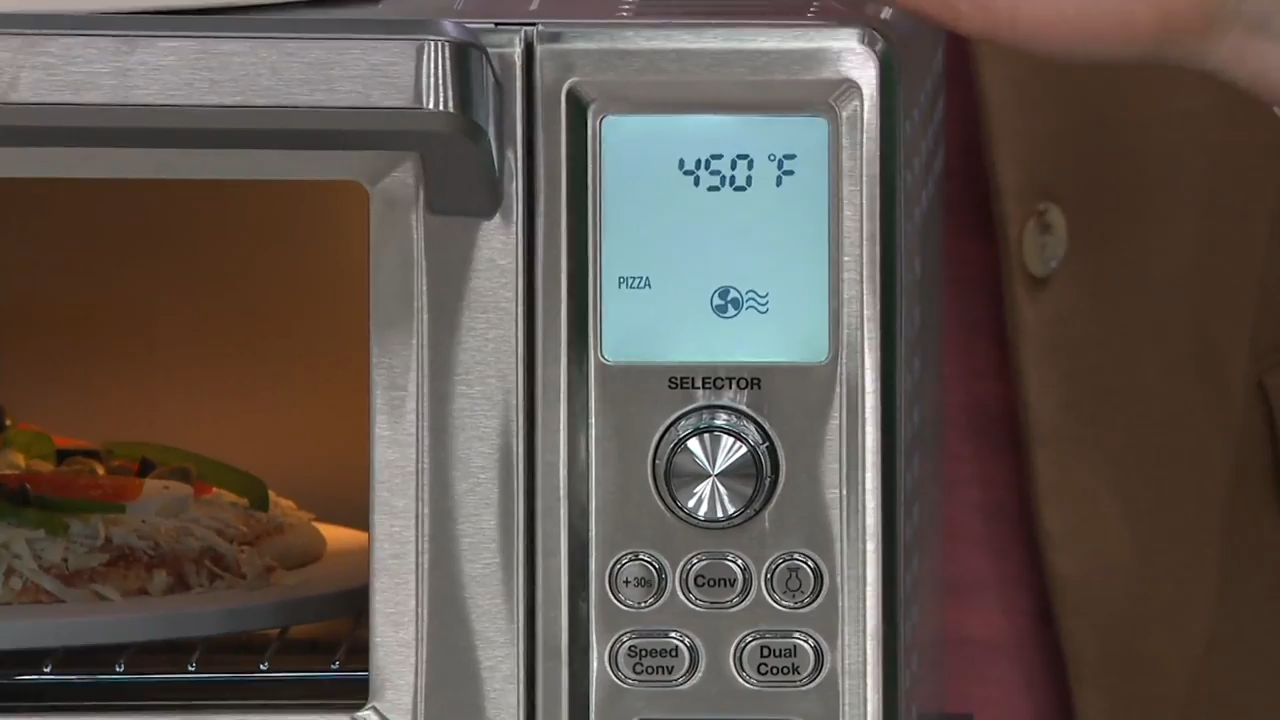 450 °F
PIZZA
SELECTOR
+30s
Conv
Speed
Conv
Dual
Cook